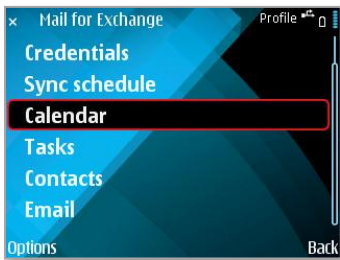 × Mail for Exchange Profile
Credentials
Sync schedule
Calendar
Tasks
Contacts
Email
Options Back